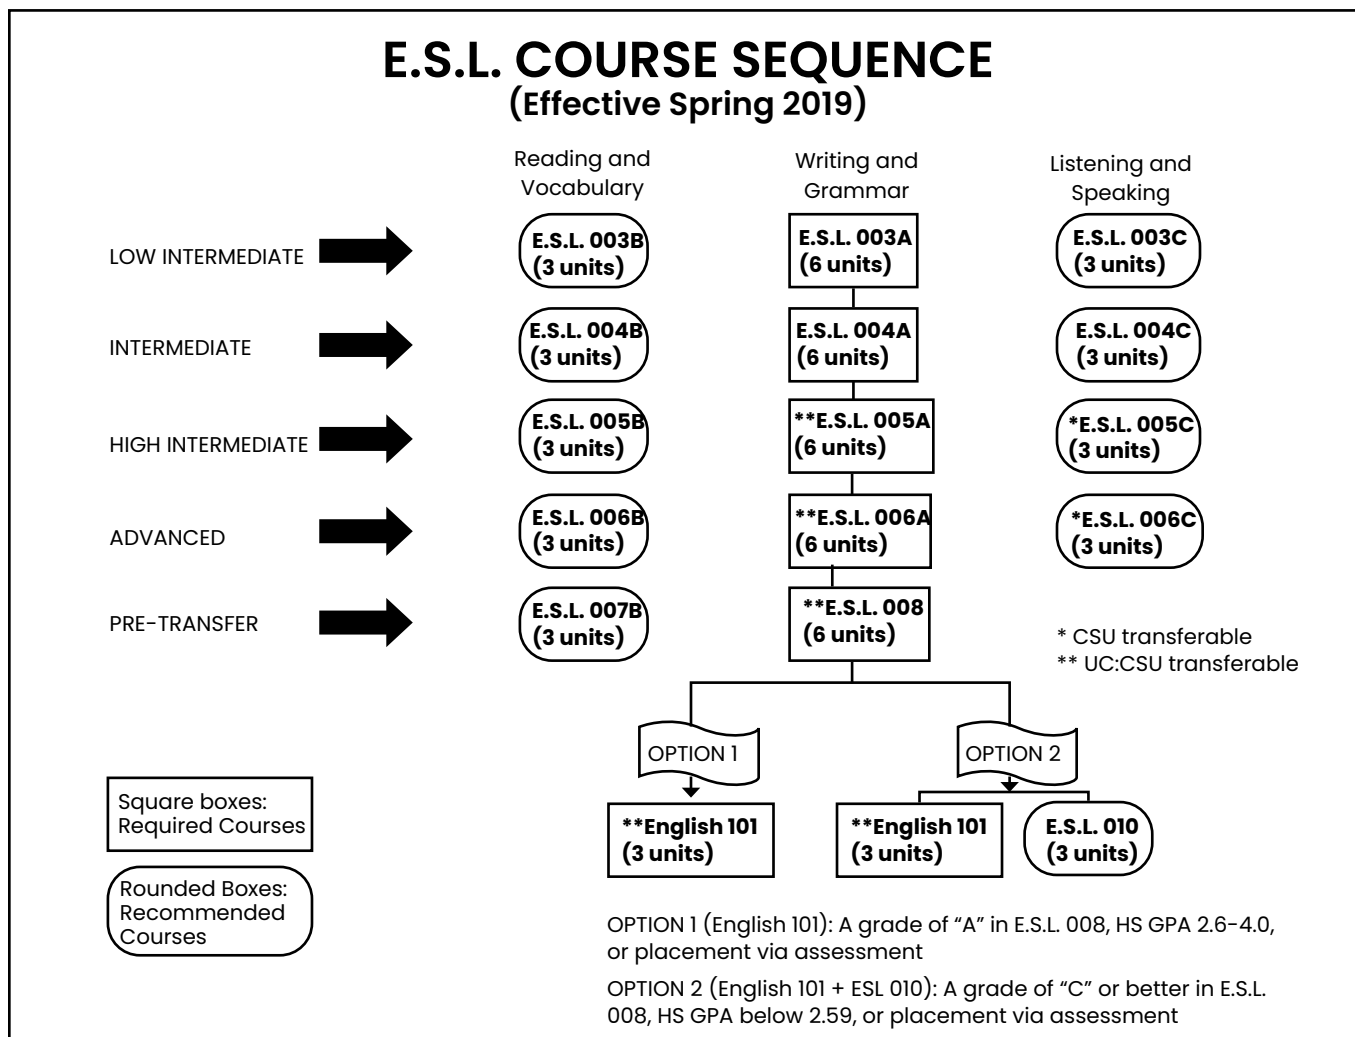 E.S.L. COURSE SEQUENCE
(Effective Spring 2019)
Reading and
Vocabulary
Writing and
Grammar
Listening and
Speaking
LOW INTERMEDIATE
E.S.L. 003B
(3 units)
E.S.L. 003A
(6 units)
E.S.L. 003C
(3 units)
INTERMEDIATE
E.S.L. 004B
(3 units)
E.S.L. 004A
(6 units)
E.S.L. 004C
(3 units)
HIGH INTERMEDIATE
E.S.L. 005B
(3 units)
**E.S.L. 005A
(6 units)
*E.S.L. 005C
(3 units)
ADVANCED
E.S.L. 006B
(3 units)
**E.S.L. 006A
(6 units)
*E.S.L. 006C
(3 units)
PRE-TRANSFER
E.S.L. 007B
(3 units)
**E.S.L. 008
(6 units)
* CSU transferable
** UC:CSU transferable
OPTION 1
OPTION 2
Square boxes:
Required Courses
**English 101
(3 units)
**English 101
(3 units)
E.S.L. 010
(3 units)
Rounded Boxes:
Recommended
Courses
OPTION 1 (English 101): A grade of “A” in E.S.L. 008, HS GPA 2.6-4.0,
or placement via assessment
OPTION 2 (English 101 + ESL 010): A grade of “C” or better in E.S.L.
008, HS GPA below 2.59, or placement via assessment